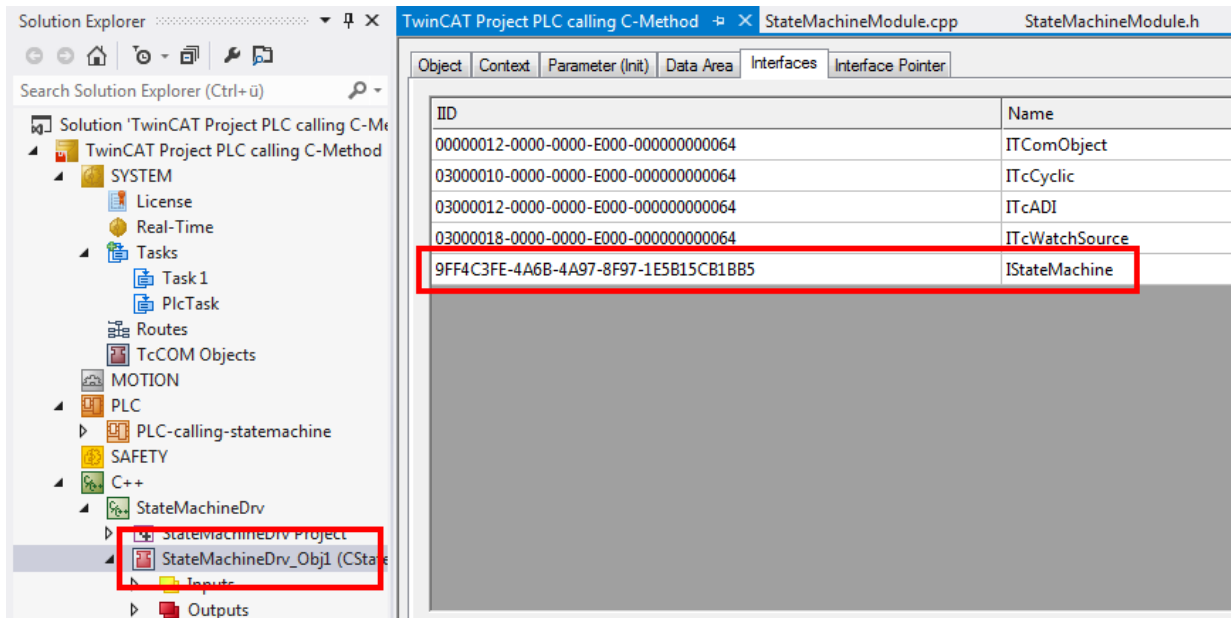 Solution Explorer
Search Solution Explorer (Ctrl+ü)
Solution 'TwinCAT Project PLC calling C-Me
TwinCAT Project PLC calling C-Method
SYSTEM
License
Real-Time
Tasks
Task 1
PlcTask
Routes
TcCOM Objects
MOTION
PLC
PLC-calling-statemachine
SAFETY
C++
StateMachineDrv
StateMachineDrv Project
StateMachineDrv_Obj1 (CState
Inputs
Outputs
TwinCAT Project PLC calling C-Method StateMachineModule.cpp StateMachineModule.h
Object Context Parameter (Init) Data Area Interfaces Interface Pointer
IID Name
00000012-0000-0000-E000-000000000064 ITComObject
03000010-0000-0000-E000-000000000064 ITcCyclic
03000012-0000-0000-E000-000000000064 ITcADI
03000018-0000-0000-E000-000000000064 ITcWatchSource
9FF4C3FE-4A6B-4A97-8F97-1E5B15CB1BB5 IStateMachine